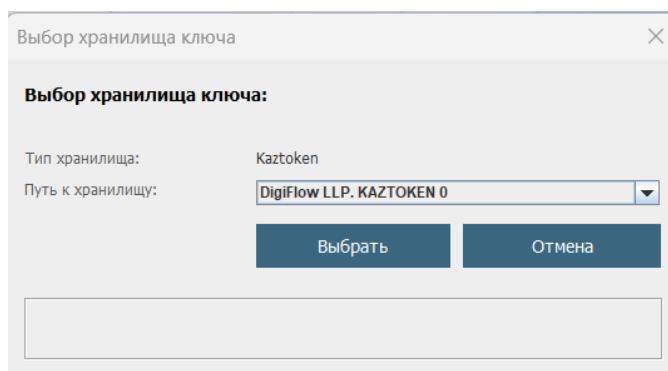 Выбор хранилища ключа
Выбор хранилища ключа:
Тип хранилища: Kaztoken
Путь к хранилищу: DigiFlow LLP. KAZTOKEN 0
Выбрать Отмена